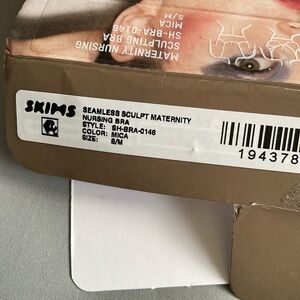 MATERNITY NURSING
SCULPTING BRA
SH-BRA-0146
MICA
S/M
SKIMS
SEAMLESS SCULPT MATERNITY
NURSING BRA
STYLE: SH-BRA-0146
COLOR: MICA
SIZE: S/M
194378